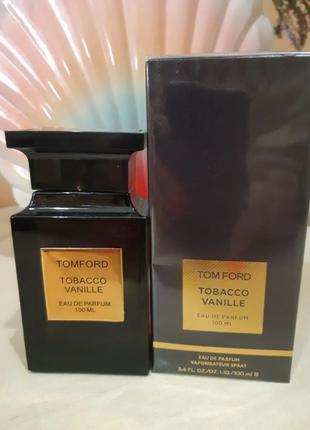 TOMFORD
TOBACCO
VANILLE
EAU DE PARFUM
100 ML
TOM FORD
TOBACCO
VANILLE
EAU DE PARFUM
100 ML
EAU DE PARFUM
VAPORISATEUR SPRAY
3.4 FL. OZ./OZ. LIQ./100 ml e